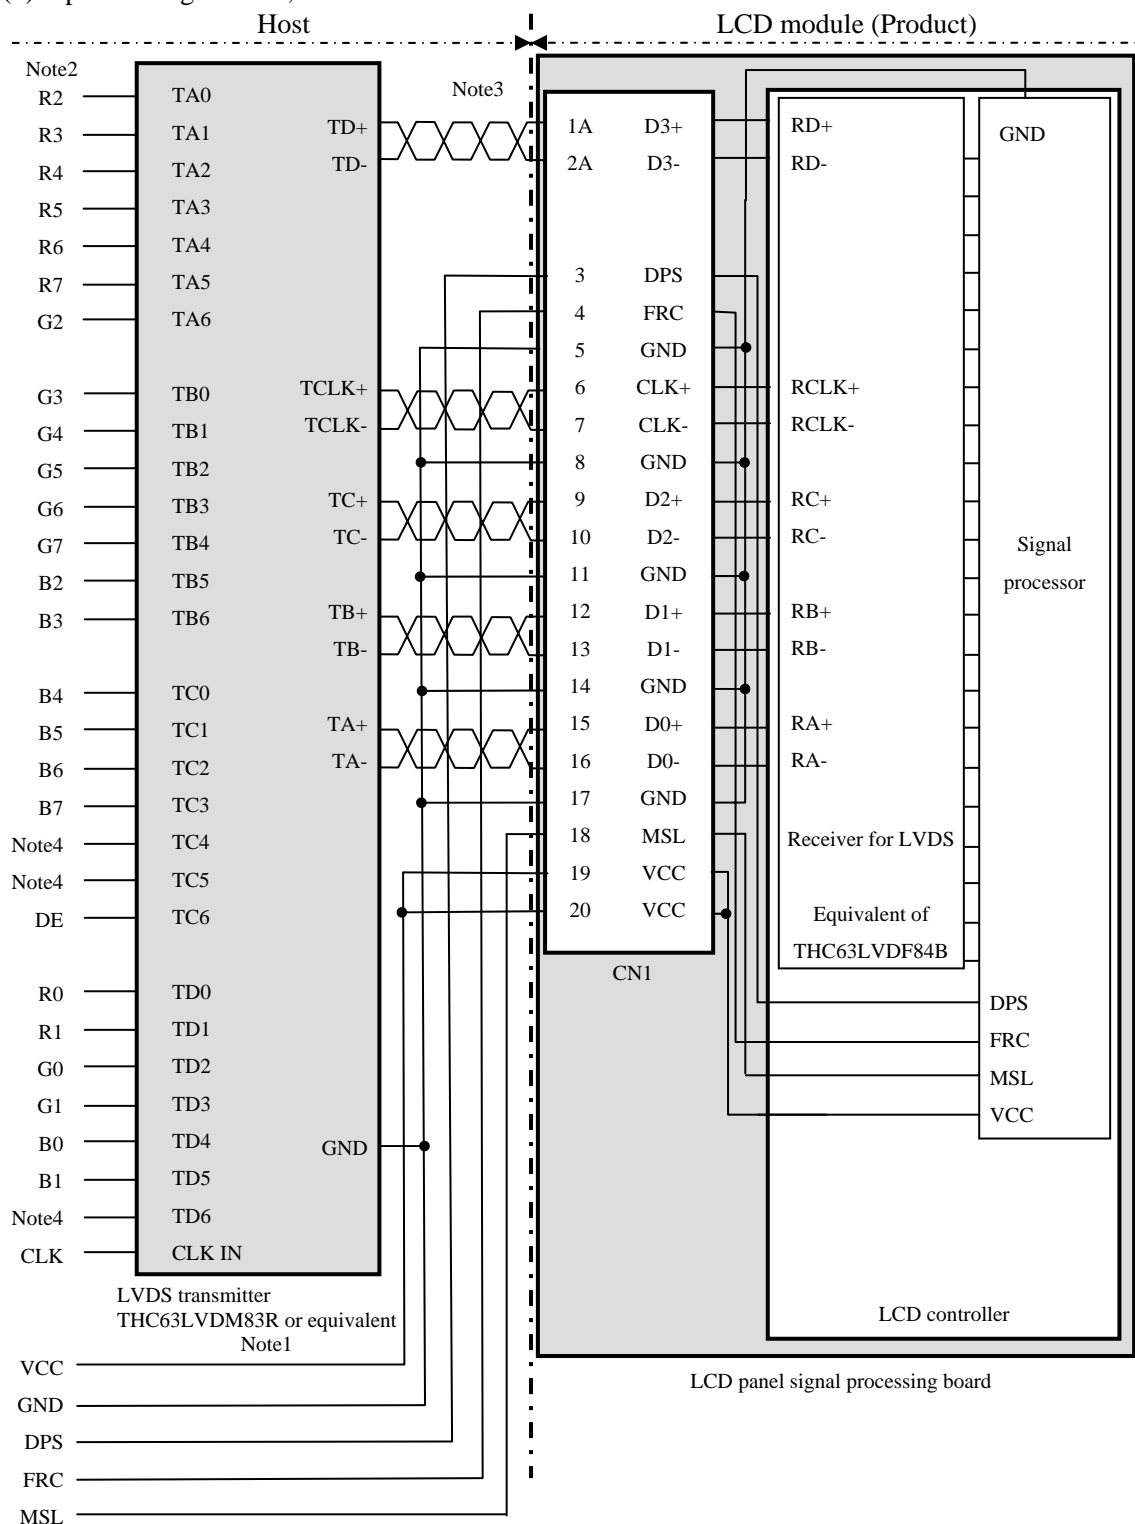 Host
LCD module (Product)
Note2
R2
R3
R4
R5
R6
R7
G2
G3
G4
G5
G6
G7
B2
B3
B4
B5
B6
B7
Note4
Note4
DE
R0
R1
G0
G1
B0
B1
Note4
CLK
TA0
TA1
TA2
TA3
TA4
TA5
TA6
TB0
TB1
TB2
TB3
TB4
TB5
TB6
TC0
TC1
TC2
TC3
TC4
TC5
TC6
TD0
TD1
TD2
TD3
TD4
TD5
TD6
CLK IN
TD+
TD-
TCLK+
TCLK-
TC+
TC-
TB+
TB-
TA+
TA-
GND
Note3
1A D3+
2A D3-
3 DPS
4 FRC
5 GND
6 CLK+
7 CLK-
8 GND
9 D2+
10 D2-
11 GND
12 D1+
13 D1-
14 GND
15 D0+
16 D0-
17 GND
18 MSL
19 VCC
20 VCC
CN1
RD+
RD-
RCLK+
RCLK-
RC+
RC-
RB+
RB-
RA+
RA-
Receiver for LVDS
Equivalent of
THC63LVDF84B
GND
Signal
processor
DPS
FRC
MSL
VCC
LCD controller
LCD panel signal processing board
LVDS transmitter
THC63LVDM83R or equivalent
Note1
VCC
GND
DPS
FRC
MSL